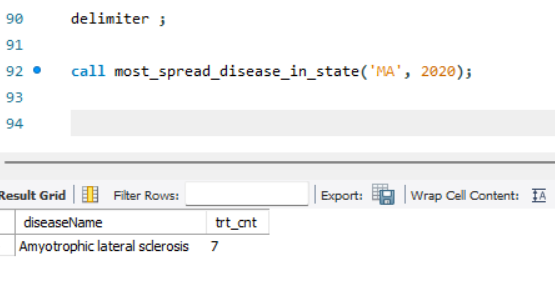 90 delimiter ;
91
92 call most_spread_disease_in_state('MA', 2020);
93
94
Result Grid Filter Rows: Export: Wrap Cell Content: IA
diseaseName trt_cnt
Amyotrophic lateral sclerosis 7